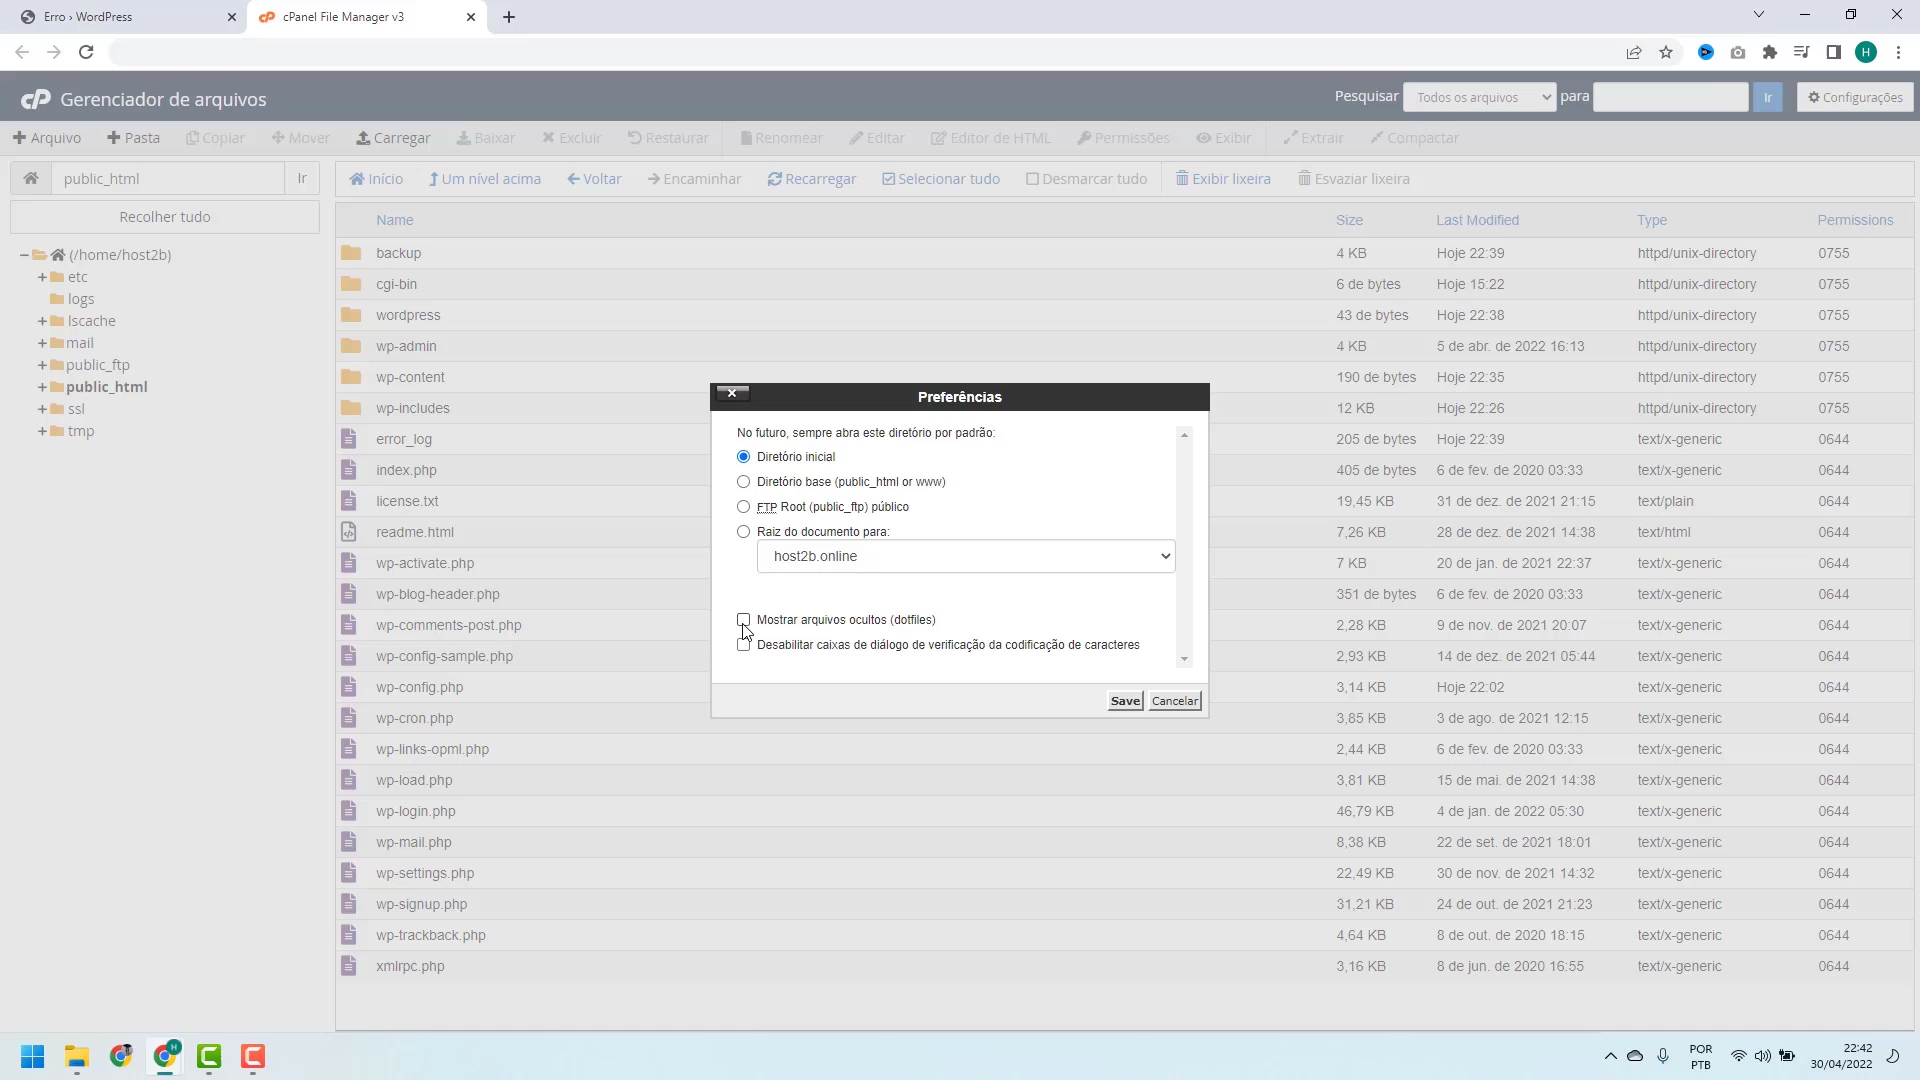 Erro › WordPress
cPanel File Manager v3
H
cP Gerenciador de arquivos
Pesquisar Todos os arquivos para Ir Configurações
Arquivo Pasta Copiar Mover Carregar Baixar Excluir Restaurar Renomear Editar Editor de HTML Permissões Exibir Extrair Compactar
public_html Ir
Início Um nível acima Voltar Encaminhar Recarregar Selecionar tudo Desmarcar tudo Exibir lixeira Esvaziar lixeira
Recolher tudo
(/home/host2b)
etc
logs
lscache
mail
public_ftp
public_html
ssl
tmp
Name Size Last Modified Type Permissions
backup 4 KB Hoje 22:39 httpd/unix-directory 0755
cgi-bin 6 de bytes Hoje 15:22 httpd/unix-directory 0755
wordpress 43 de bytes Hoje 22:38 httpd/unix-directory 0755
wp-admin 4 KB 5 de abr. de 2022 16:13 httpd/unix-directory 0755
wp-content 190 de bytes Hoje 22:35 httpd/unix-directory 0755
wp-includes 12 KB Hoje 22:26 httpd/unix-directory 0755
error_log 205 de bytes Hoje 22:39 text/x-generic 0644
index.php 405 de bytes 6 de fev. de 2020 03:33 text/x-generic 0644
license.txt 19,45 KB 31 de dez. de 2021 21:15 text/plain 0644
readme.html 7,26 KB 28 de dez. de 2021 14:38 text/html 0644
wp-activate.php 7 KB 20 de jan. de 2021 22:37 text/x-generic 0644
wp-blog-header.php 351 de bytes 6 de fev. de 2020 03:33 text/x-generic 0644
wp-comments-post.php 2,28 KB 9 de nov. de 2021 20:07 text/x-generic 0644
wp-config-sample.php 2,93 KB 14 de dez. de 2021 05:44 text/x-generic 0644
wp-config.php 3,14 KB Hoje 22:02 text/x-generic 0644
wp-cron.php 3,85 KB 3 de ago. de 2021 12:15 text/x-generic 0644
wp-links-opml.php 2,44 KB 6 de fev. de 2020 03:33 text/x-generic 0644
wp-load.php 3,81 KB 15 de mai. de 2021 14:38 text/x-generic 0644
wp-login.php 46,79 KB 4 de jan. de 2022 05:30 text/x-generic 0644
wp-mail.php 8,38 KB 22 de set. de 2021 18:01 text/x-generic 0644
wp-settings.php 22,49 KB 30 de nov. de 2021 14:32 text/x-generic 0644
wp-signup.php 31,21 KB 24 de out. de 2021 21:23 text/x-generic 0644
wp-trackback.php 4,64 KB 8 de out. de 2020 18:15 text/x-generic 0644
xmlrpc.php 3,16 KB 8 de jun. de 2020 16:55 text/x-generic 0644
Preferências
No futuro, sempre abra este diretório por padrão:
Diretório inicial
Diretório base (public_html or www)
FTP Root (public_ftp) público
Raiz do documento para:
host2b.online
Mostrar arquivos ocultos (dotfiles)
Desabilitar caixas de diálogo de verificação da codificação de caracteres
Save Cancelar
H
POR
PTB
22:42
30/04/2022